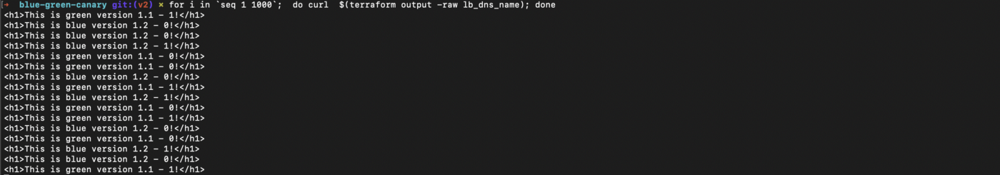 → blue-green-canary git:(v2) × for i in `seq 1 1000`;  do curl  $(terraform output -raw lb_dns_name); done
<h1>This is green version 1.1 - 1!</h1>
<h1>This is blue version 1.2 - 0!</h1>
<h1>This is blue version 1.2 - 0!</h1>
<h1>This is blue version 1.2 - 1!</h1>
<h1>This is green version 1.1 - 0!</h1>
<h1>This is green version 1.1 - 0!</h1>
<h1>This is blue version 1.2 - 0!</h1>
<h1>This is green version 1.1 - 1!</h1>
<h1>This is blue version 1.2 - 1!</h1>
<h1>This is green version 1.1 - 0!</h1>
<h1>This is green version 1.1 - 1!</h1>
<h1>This is blue version 1.2 - 0!</h1>
<h1>This is green version 1.1 - 0!</h1>
<h1>This is blue version 1.2 - 1!</h1>
<h1>This is blue version 1.2 - 0!</h1>
<h1>This is green version 1.1 - 1!</h1>